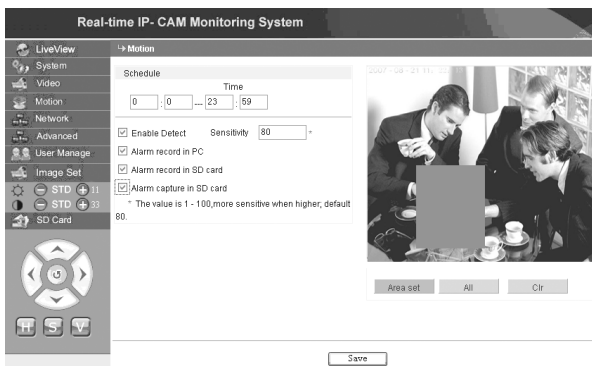 Real-time IP- CAM Monitoring System
LiveView
System
Video
Motion
Network
Advanced
User Manage
Image Set
STD 11
STD 33
SD Card
H S V
Motion
Schedule
Time
0 : 0 — 23 : 59
Enable Detect Sensitivity 80 *
Alarm record in PC
Alarm record in SD card
Alarm capture in SD card
* The value is 1 - 100,more sensitive when higher, default
80.
Area set All Clr
Save